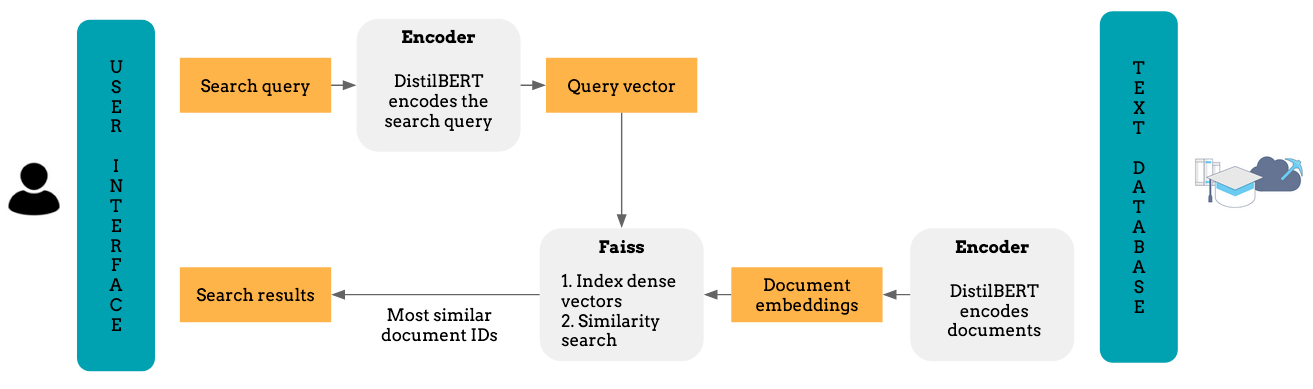 USER INTERFACE
Search query
Encoder
DistilBERT
encodes the
search query
Query vector
Search results
Most similar
document IDs
Faiss
1. Index dense
vectors
2. Similarity
search
Document
embeddings
Encoder
DistilBERT
encodes
documents
TEXT DATABASE